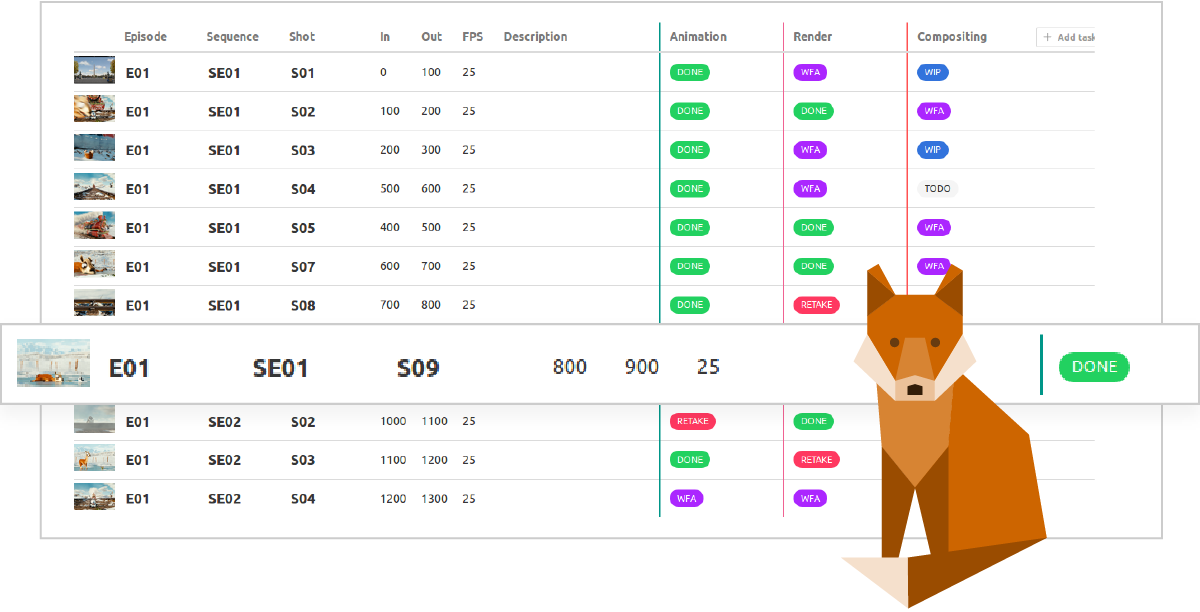 Episode Sequence Shot In Out FPS Description Animation Render Compositing + Add task
E01 SE01 S01 0 100 25 DONE WFA WIP
E01 SE01 S02 100 200 25 DONE DONE WFA
E01 SE01 S03 200 300 25 DONE WFA WIP
E01 SE01 S04 500 600 25 DONE WFA TODO
E01 SE01 S05 400 500 25 DONE DONE WFA
E01 SE01 S07 600 700 25 DONE DONE WFA
E01 SE01 S08 700 800 25 DONE RETAKE
E01 SE01 S09 800 900 25 DONE
E01 SE02 S02 1000 1100 25 RETAKE DONE
E01 SE02 S03 1100 1200 25 DONE RETAKE
E01 SE02 S04 1200 1300 25 WFA WFA